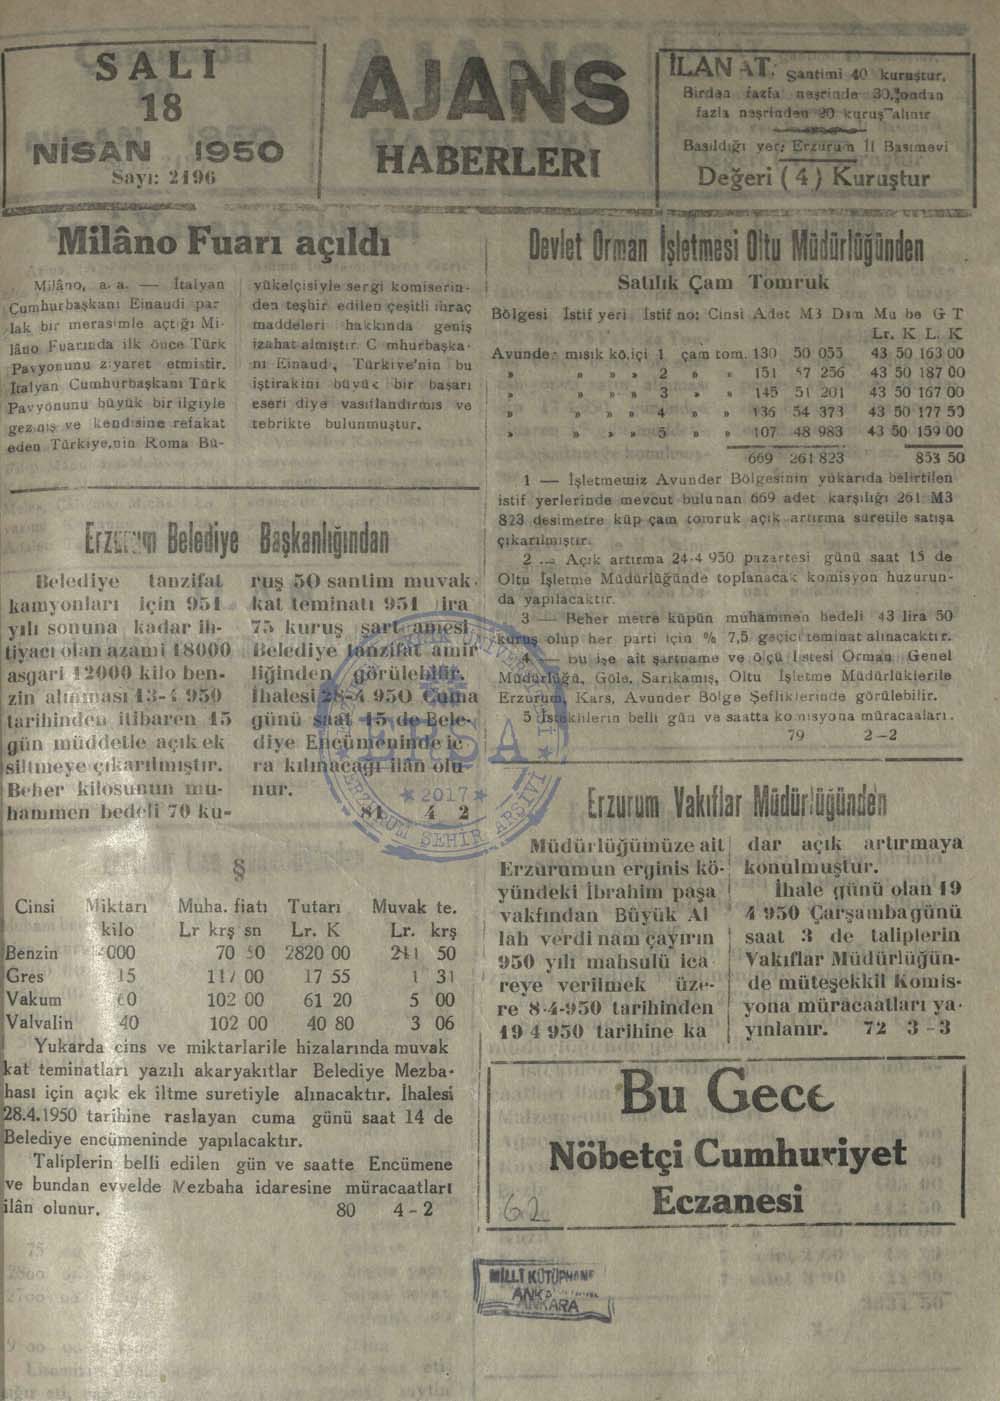 SALI
18
NİSAN 1950
Sayı: 2196
AJANS
HABERLERİ
İLANAT: Santimi 40 kuruştur.
Birden fazla neşrinde 30, ondan
fazla neşrinden 20 kuruş alınır
Basıldığı yer: Erzurum İl Basımevi
Değeri ( 4 ) Kuruştur
Milâno Fuarı açıldı
Milâno, a. a. — İtalyan
Cumhurbaşkanı Einaudi par
lak bir merasimle açtığı Mi-
lâno Fuarında ilk önce Türk
Pavyonunu ziyaret etmiştir.
İtalyan Cumhurbaşkanı Türk
Pavyonunu büyük bir ilgiyle
gezmiş ve kendisine refakat
eden Türkiye,nin Roma Bü-
yükelçisiyle sergi komiserin-
den teşhir edilen çeşitli ihraç
maddeleri hakkında geniş
izahat almıştır. C mhurbaşka-
nı Einaudi, Türkiye'nin bu
iştirakini büyük bir başarı
eseri diye vasıflandırmış ve
tebrikte bulunmuştur.
Erzurum Belediye Başkanlığından
Belediye tanzifat
kamyonları için 951
yılı sonuna kadar ih-
tiyacı olan azamî 18000
asgarî 12000 kilo ben-
zin alınması 13-4 950
tarihinden itibaren 15
gün müddetle açık ek
siltmeye çıkarılmıştır.
Beher kilosunun mu-
hammen bedeli 70 ku-
ruş 50 santim muvak-
kat teminatı 951 lira
75 kuruş şartnamesi
Belediye tanzifat amir
liğinden görülebilir.
İhalesi 28-4 950 Cuma
günü saat 15 de Bele-
diye Encümeninde ic
ra kılınacağı ilân olu-
nur.
81 4 2
§
Cinsi Miktarı Muha. fiatı Tutarı Muvak te.
kilo Lr krş sn Lr. K Lr. krş
Benzin 4000 70 50 2820 00 241 50
Gres 15 117 00 17 55 1 31
Vakum 60 102 00 61 20 5 00
Valvalin 40 102 00 40 80 3 06
Yukarda cins ve miktarlarile hizalarında muvak
kat teminatları yazılı akaryakıtlar Belediye Mezba-
hası için açık ek iltme suretiyle alınacaktır. İhalesi
28.4.1950 tarihine raslayan cuma günü saat 14 de
Belediye encümeninde yapılacaktır.
Taliplerin belli edilen gün ve saatte Encümene
ve bundan evvelde Mezbaha idaresine müracaatları
ilân olunur. 80 4 - 2
Devlet Orman İşletmesi Oltu Müdürlüğünden
Satılık Çam Tomruk
Bölgesi İstif yeri İstif no: Cinsi Adet M3 Dm Mu be G T
Lr. K L. K
Avunder mısık kö.içi 1 çam tom. 130 50 055 43 50 163 00
» » » » 2 » » 151 57 256 43 50 187 00
» » » » 3 » » 145 51 201 43 50 167 00
» » » » 4 » » 136 54 373 43 50 177 50
» » » » 5 » » 107 48 983 43 50 159 00
669 261 823 853 50
1 — İşletmemiz Avunder Bölgesinin yukarıda belirtilen
istif yerlerinde mevcut bulunan 669 adet karşılığı 261 M3
823 desimetre küp çam tomruk açık artırma suretile satışa
çıkarılmıştır.
2 — Açık artırma 24-4 950 pazartesi günü saat 15 de
Oltu İşletme Müdürlüğünde toplanacak komisyon huzurun-
da yapılacaktır.
3 — Beher metre küpün muhammen bedeli 43 lira 50
kuruş olup her parti için % 7,5 geçici teminat alınacaktır.
4 — bu işe ait şartname ve ölçü listesi Orman Genel
Müdürlüğü, Göle, Sarıkamış, Oltu İşletme Müdürlüklerile
Erzurum, Kars, Avunder Bölge Şefliklerinde görülebilir.
5 İsteklilerin belli gün ve saatta komisyona müracaaları.
79 2—2
Erzurum Vakıflar Müdürlüğünden
Müdürlüğümüze ait
Erzurumun erginis kö-
yündeki İbrahim paşa
vakfından Büyük Al
lah verdi nam çayırın
950 yılı mahsulü ica
reye verilmek üze-
re 8-4-950 tarihinden
19 4 950 tarihine ka
dar açık artırmaya
konulmuştur.
İhale günü olan 19
4 950 Çarşamba günü
saat 3 de taliplerin
Vakıflar Müdürlüğün-
de müteşekkil Komis-
yona müracaatları ya-
yınlanır. 72 3 - 3
Bu Gece
Nöbetçi Cumhuriyet
Eczanesi
62
MİLLÎ KÜTÜPHANE
ANKARA
ERŞA
2017
ERZURUM ŞEHİR ARŞİVİ